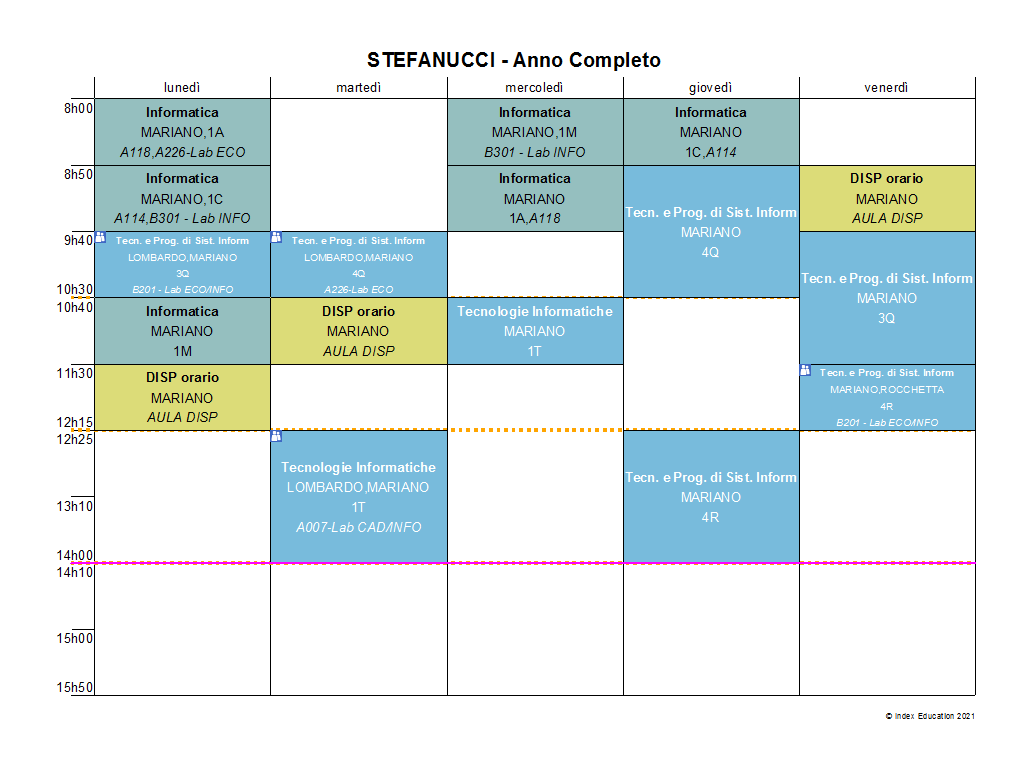 STEFANUCCI - Anno Completo
lunedì
martedì
mercoledì
giovedì
venerdì
8h00
Informatica
MARIANO,1A
A118,A226-Lab ECO
Informatica
MARIANO,1M
B301 - Lab INFO
Informatica
MARIANO
1C,A114
8h50
Informatica
MARIANO,1C
A114,B301 - Lab INFO
Informatica
MARIANO
1A,A118
Tecn. e Prog. di Sist. Inform
MARIANO
4Q
DISP orario
MARIANO
AULA DISP
9h40
Tecn. e Prog. di Sist. Inform
LOMBARDO,MARIANO
3Q
B201 - Lab ECO/INFO
Tecn. e Prog. di Sist. Inform
LOMBARDO,MARIANO
4Q
A226-Lab ECO
Tecn. e Prog. di Sist. Inform
MARIANO
3Q
10h30
10h40
Informatica
MARIANO
1M
DISP orario
MARIANO
AULA DISP
Tecnologie Informatiche
MARIANO
1T
11h30
DISP orario
MARIANO
AULA DISP
Tecn. e Prog. di Sist. Inform
MARIANO,ROCCHETTA
4R
B201 - Lab ECO/INFO
12h15
12h25
Tecnologie Informatiche
LOMBARDO,MARIANO
1T
A007-Lab CAD/INFO
Tecn. e Prog. di Sist. Inform
MARIANO
4R
13h10
14h00
14h10
15h00
15h50
© Index Education 2021